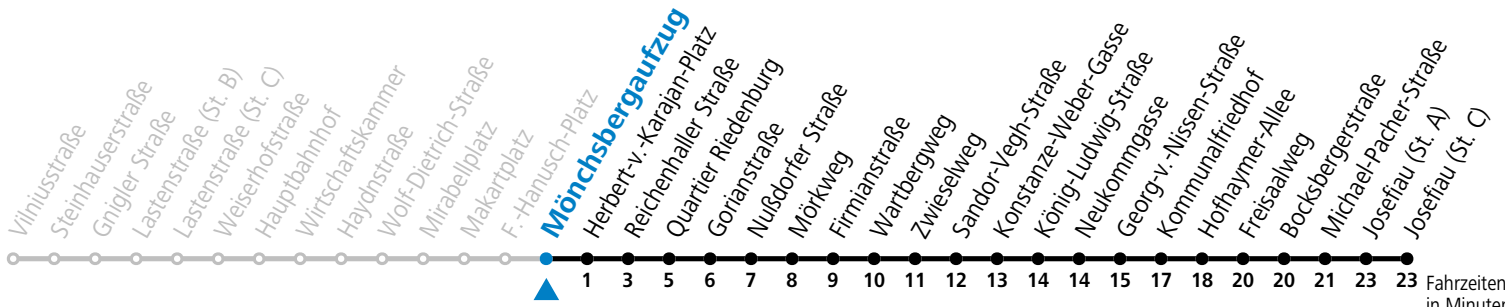 Vilniusstraße
Steinhauserstraße
Gnigler Straße
Lastenstraße (St. B)
Lastenstraße (St. C)
Weiserhofstraße
Hauptbahnhof
Wirtschaftskammer
Haydnstraße
Wolf-Dietrich-Straße
Mirabellplatz
Makartplatz
F.-Hanusch-Platz
Mönchsbergaufzug
Herbert-v.-Karajan-Platz
Reichenhaller Straße
Quartier Riedenburg
Gorianstraße
Nußdorfer Straße
Mörkweg
Firmianstraße
Wartbergweg
Zwieselweg
Sandor-Vegh-Straße
Konstanze-Weber-Gasse
König-Ludwig-Straße
Neukommgasse
Georg-v.-Nissen-Straße
Kommunalfriedhof
Hofhaymer-Allee
Freisaalweg
Bocksbergerstraße
Michael-Pacher-Straße
Josefiau (St. A)
Josefiau (St. C)
1 3 5 6 7 8 9 10 11 12 13 14 14 15 17 18 20 20 21 23 23 Fahrzeiten
in Minuten